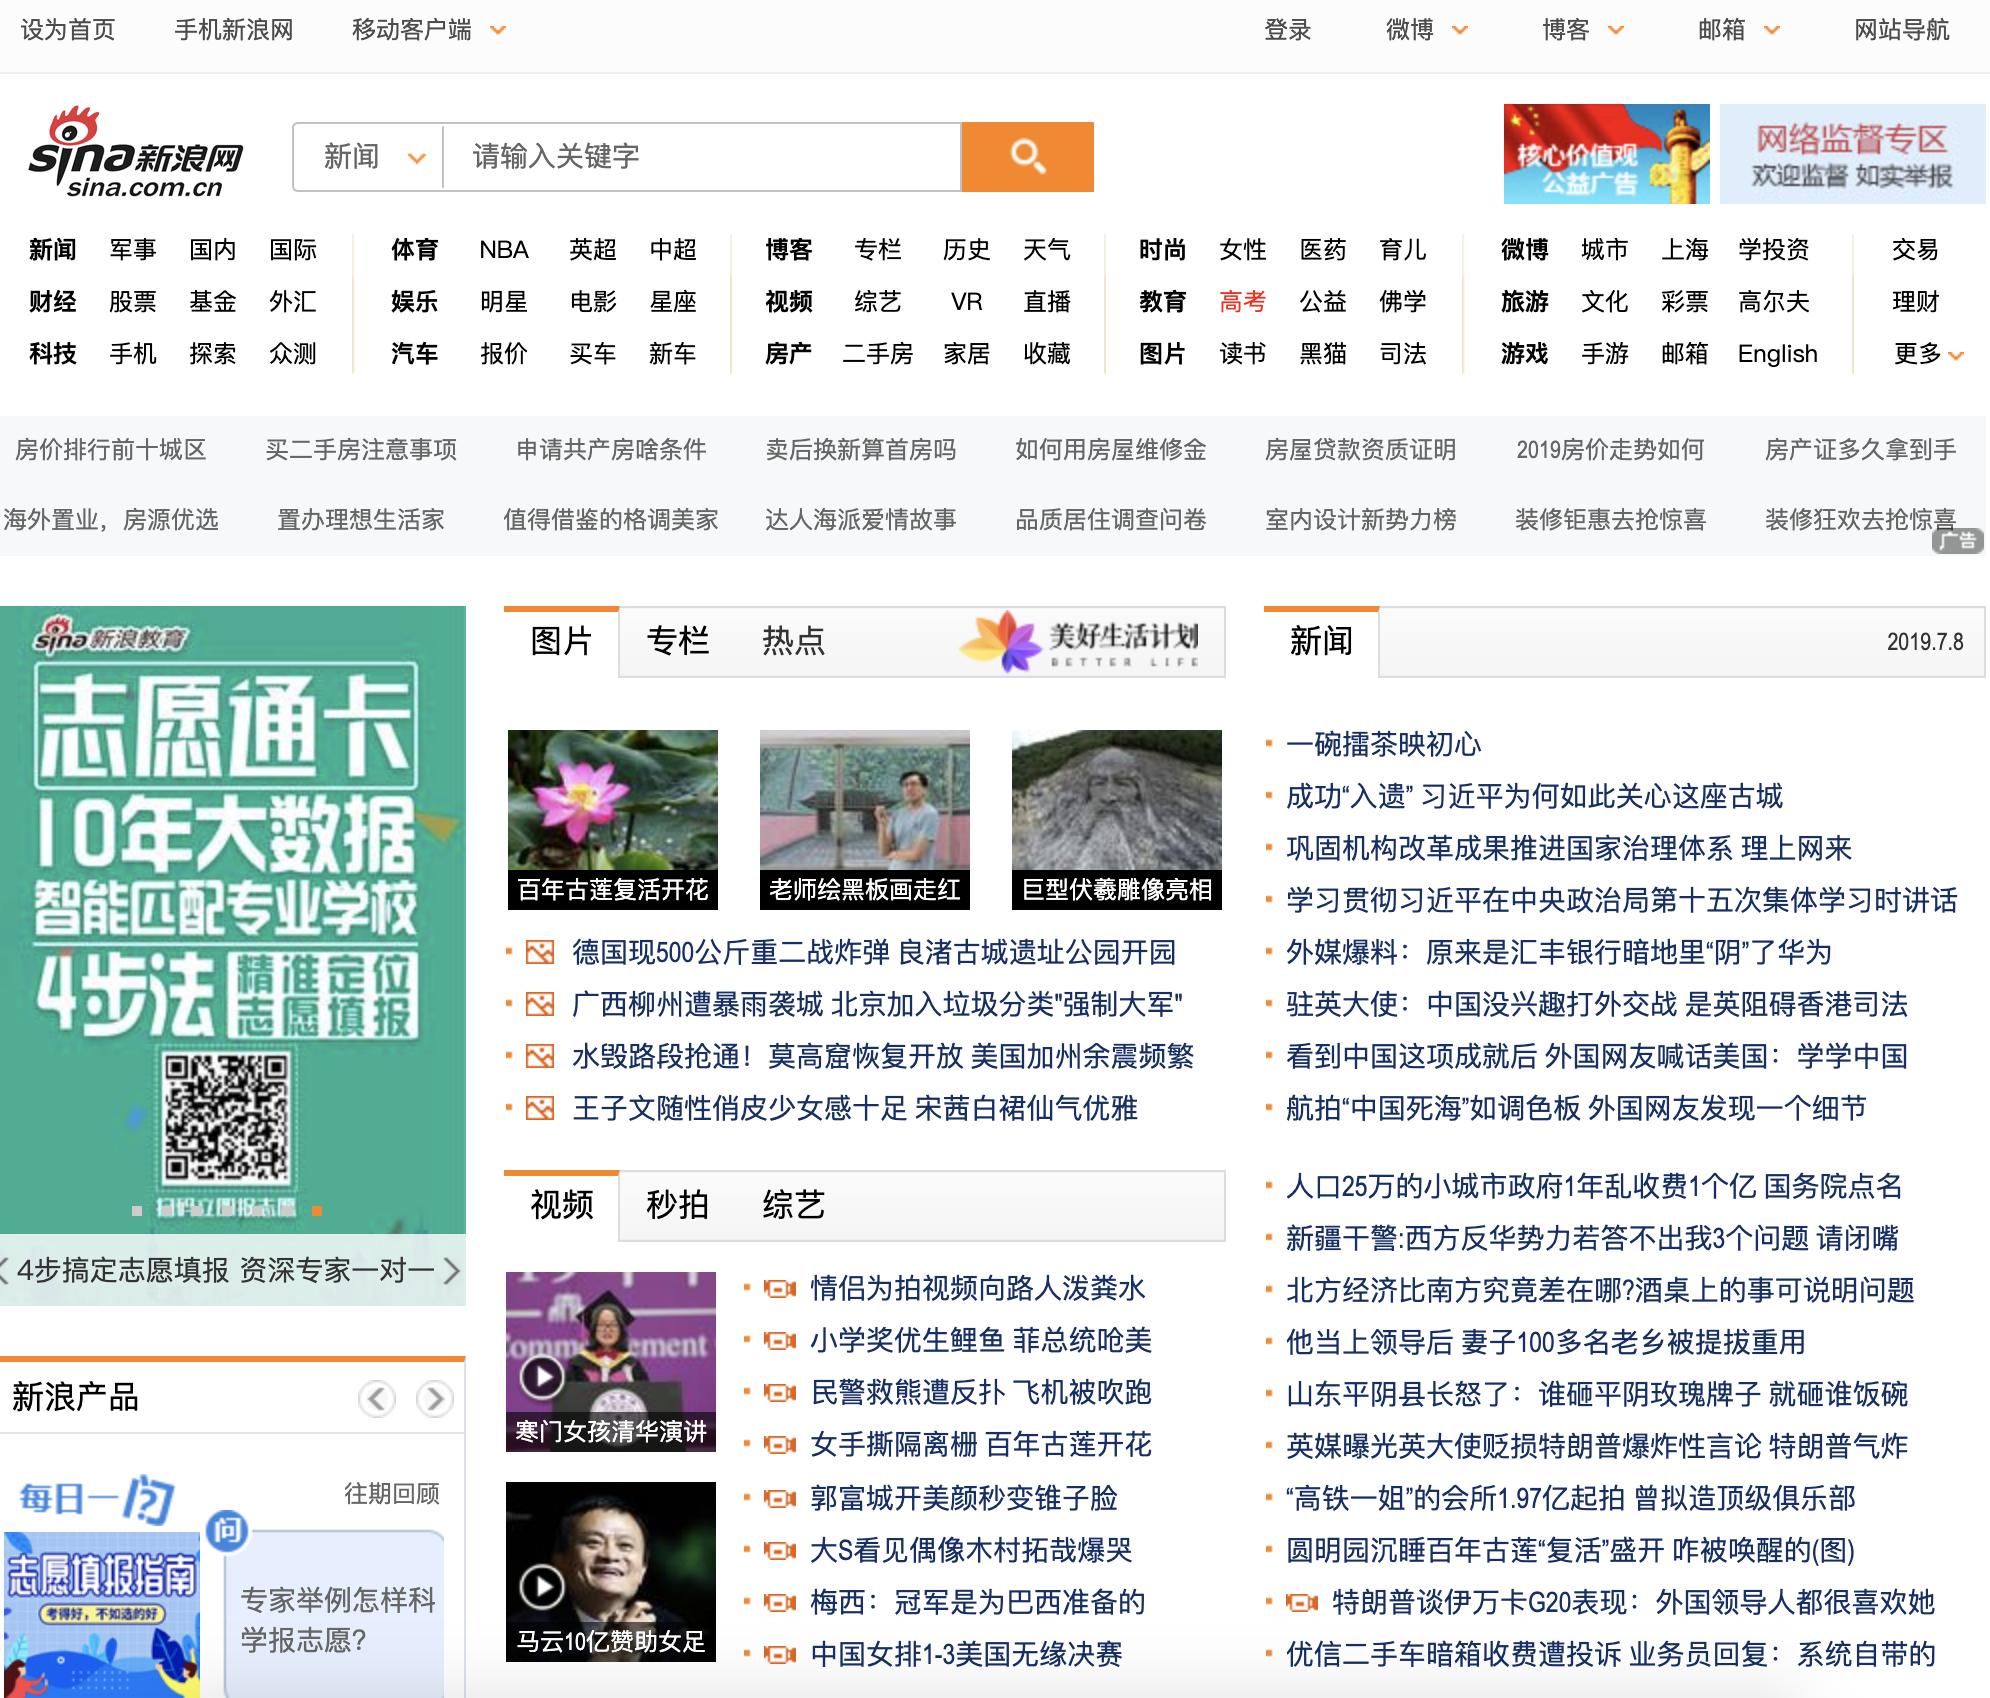 设为首页 手机新浪网 移动客户端 登录 微博 博客 邮箱 网站导航
sina新浪网
sina.com.cn
新闻 请输入关键字
核心价值观
公益广告
网络监督专区
欢迎监督 如实举报
新闻 军事 国内 国际 体育 NBA 英超 中超 博客 专栏 历史 天气 时尚 女性 医药 育儿 微博 城市 上海 学投资 交易
财经 股票 基金 外汇 娱乐 明星 电影 星座 视频 综艺 VR 直播 教育 高考 公益 佛学 旅游 文化 彩票 高尔夫 理财
科技 手机 探索 众测 汽车 报价 买车 新车 房产 二手房 家居 收藏 图片 读书 黑猫 司法 游戏 手游 邮箱 English 更多
房价排行前十城区 买二手房注意事项 申请共产房啥条件 卖后换新算首房吗 如何用房屋维修金 房屋贷款资质证明 2019房价走势如何 房产证多久拿到手
海外置业，房源优选 置办理想生活家 值得借鉴的格调美家 达人海派爱情故事 品质居住调查问卷 室内设计新势力榜 装修钜惠去抢惊喜 装修狂欢去抢惊喜
广告
sina新浪教育
志愿通卡
10年大数据
智能匹配专业学校
4步法 精准定位
志愿填报
扫码立即报志愿
4步搞定志愿填报 资深专家一对一
新浪产品
每日一问
往期回顾
问
志愿填报指南
考得好，不如选的好
专家举例怎样科
学报志愿?
图片 专栏 热点
美好生活计划
BETTER LIFE
百年古莲复活开花
老师绘黑板画走红
巨型伏羲雕像亮相
德国现500公斤重二战炸弹 良渚古城遗址公园开园
广西柳州遭暴雨袭城 北京加入垃圾分类"强制大军"
水毁路段抢通！莫高窟恢复开放 美国加州余震频繁
王子文随性俏皮少女感十足 宋茜白裙仙气优雅
视频 秒拍 综艺
寒门女孩清华演讲
马云10亿赞助女足
情侣为拍视频向路人泼粪水
小学奖优生鲤鱼 菲总统呛美
民警救熊遭反扑 飞机被吹跑
女手撕隔离栅 百年古莲开花
郭富城开美颜秒变锥子脸
大S看见偶像木村拓哉爆哭
梅西：冠军是为巴西准备的
中国女排1-3美国无缘决赛
新闻 2019.7.8
一碗擂茶映初心
成功“入遗” 习近平为何如此关心这座古城
巩固机构改革成果推进国家治理体系 理上网来
学习贯彻习近平在中央政治局第十五次集体学习时讲话
外媒爆料：原来是汇丰银行暗地里“阴”了华为
驻英大使：中国没兴趣打外交战 是英阻碍香港司法
看到中国这项成就后 外国网友喊话美国：学学中国
航拍“中国死海”如调色板 外国网友发现一个细节
人口25万的小城市政府1年乱收费1个亿 国务院点名
新疆干警:西方反华势力若答不出我3个问题 请闭嘴
北方经济比南方究竟差在哪?酒桌上的事可说明问题
他当上领导后 妻子100多名老乡被提拔重用
山东平阴县长怒了：谁砸平阴玫瑰牌子 就砸谁饭碗
英媒曝光英大使贬损特朗普爆炸性言论 特朗普气炸
“高铁一姐”的会所1.97亿起拍 曾拟造顶级俱乐部
圆明园沉睡百年古莲“复活”盛开 咋被唤醒的(图)
特朗普谈伊万卡G20表现：外国领导人都很喜欢她
优信二手车暗箱收费遭投诉 业务员回复：系统自带的